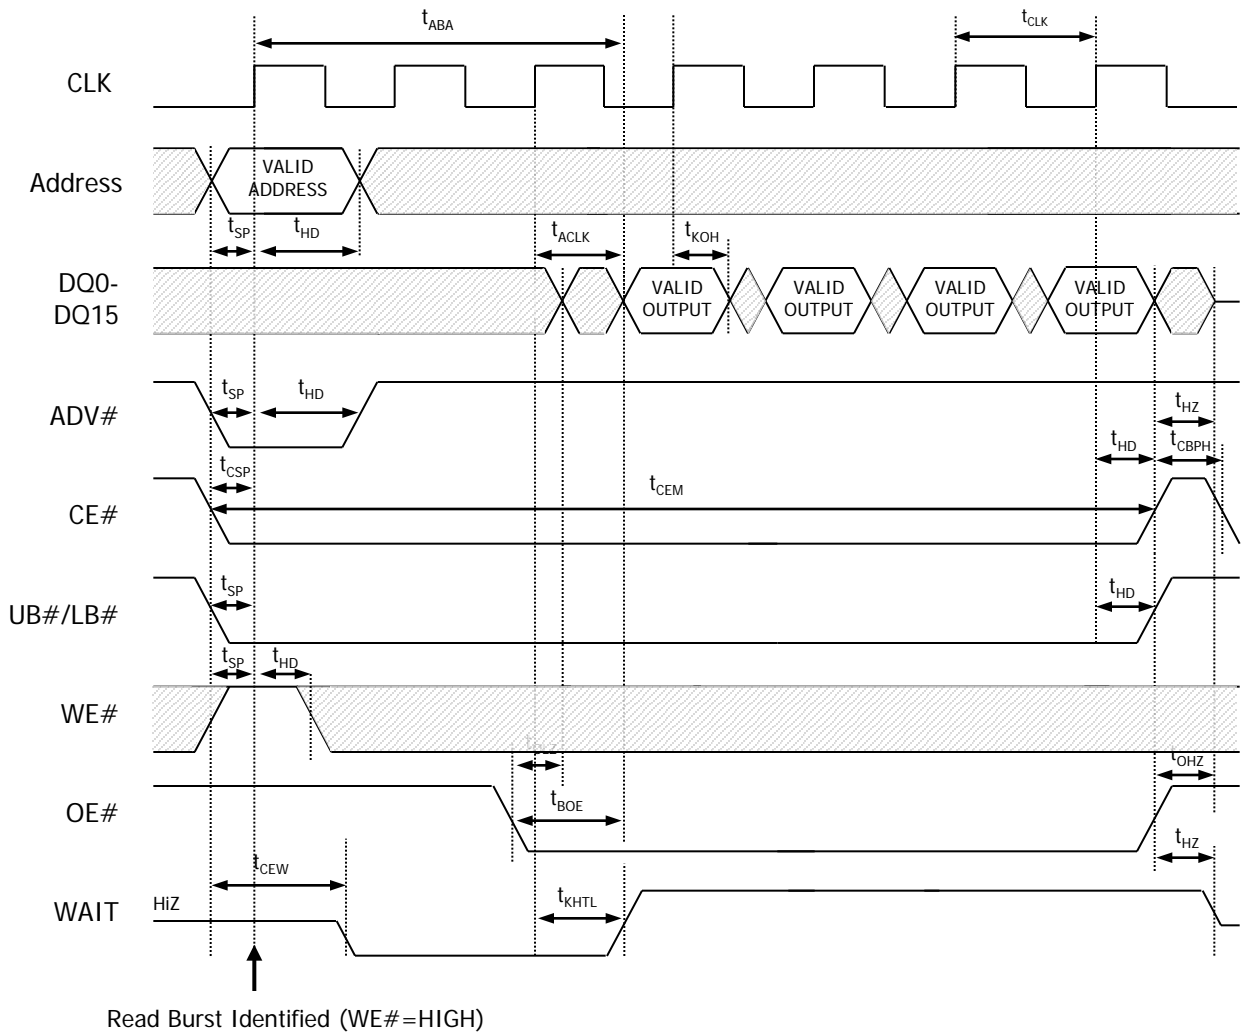 tABA
tCLK
CLK
Address
VALID
ADDRESS
tSP
tHD
tACLK
tKOH
DQ0-
DQ15
VALID
OUTPUT
VALID
OUTPUT
VALID
OUTPUT
VALID
OUTPUT
ADV#
tSP
tHD
tHZ
tHD
tCBPH
CE#
tCSP
tCEM
UB#/LB#
tSP
tHD
tSP
tHD
WE#
tOHZ
OE#
tBOE
tHZ
tCEW
WAIT
HiZ
tKHTL
Read Burst Identified (WE#=HIGH)